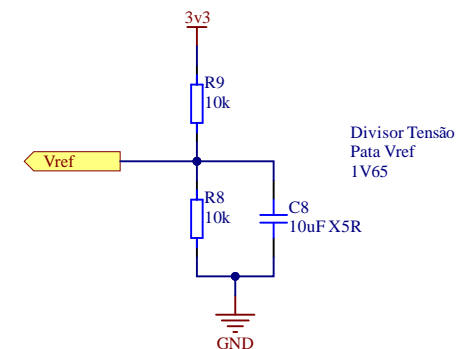 3v3
R9
10k
Vref
Divisor Tensão
Pata Vref
1V65
R8
10k
C8
10uF X5R
GND